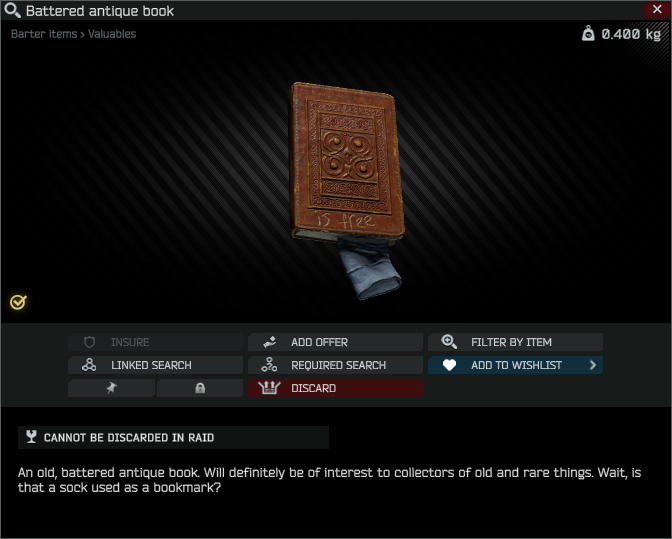 Battered antique book
Barter items > Valuables
0.400 kg
is free
INSURE
ADD OFFER
FILTER BY ITEM
LINKED SEARCH
REQUIRED SEARCH
ADD TO WISHLIST
DISCARD
CANNOT BE DISCARDED IN RAID
An old, battered antique book. Will definitely be of interest to collectors of old and rare things. Wait, is
that a sock used as a bookmark?